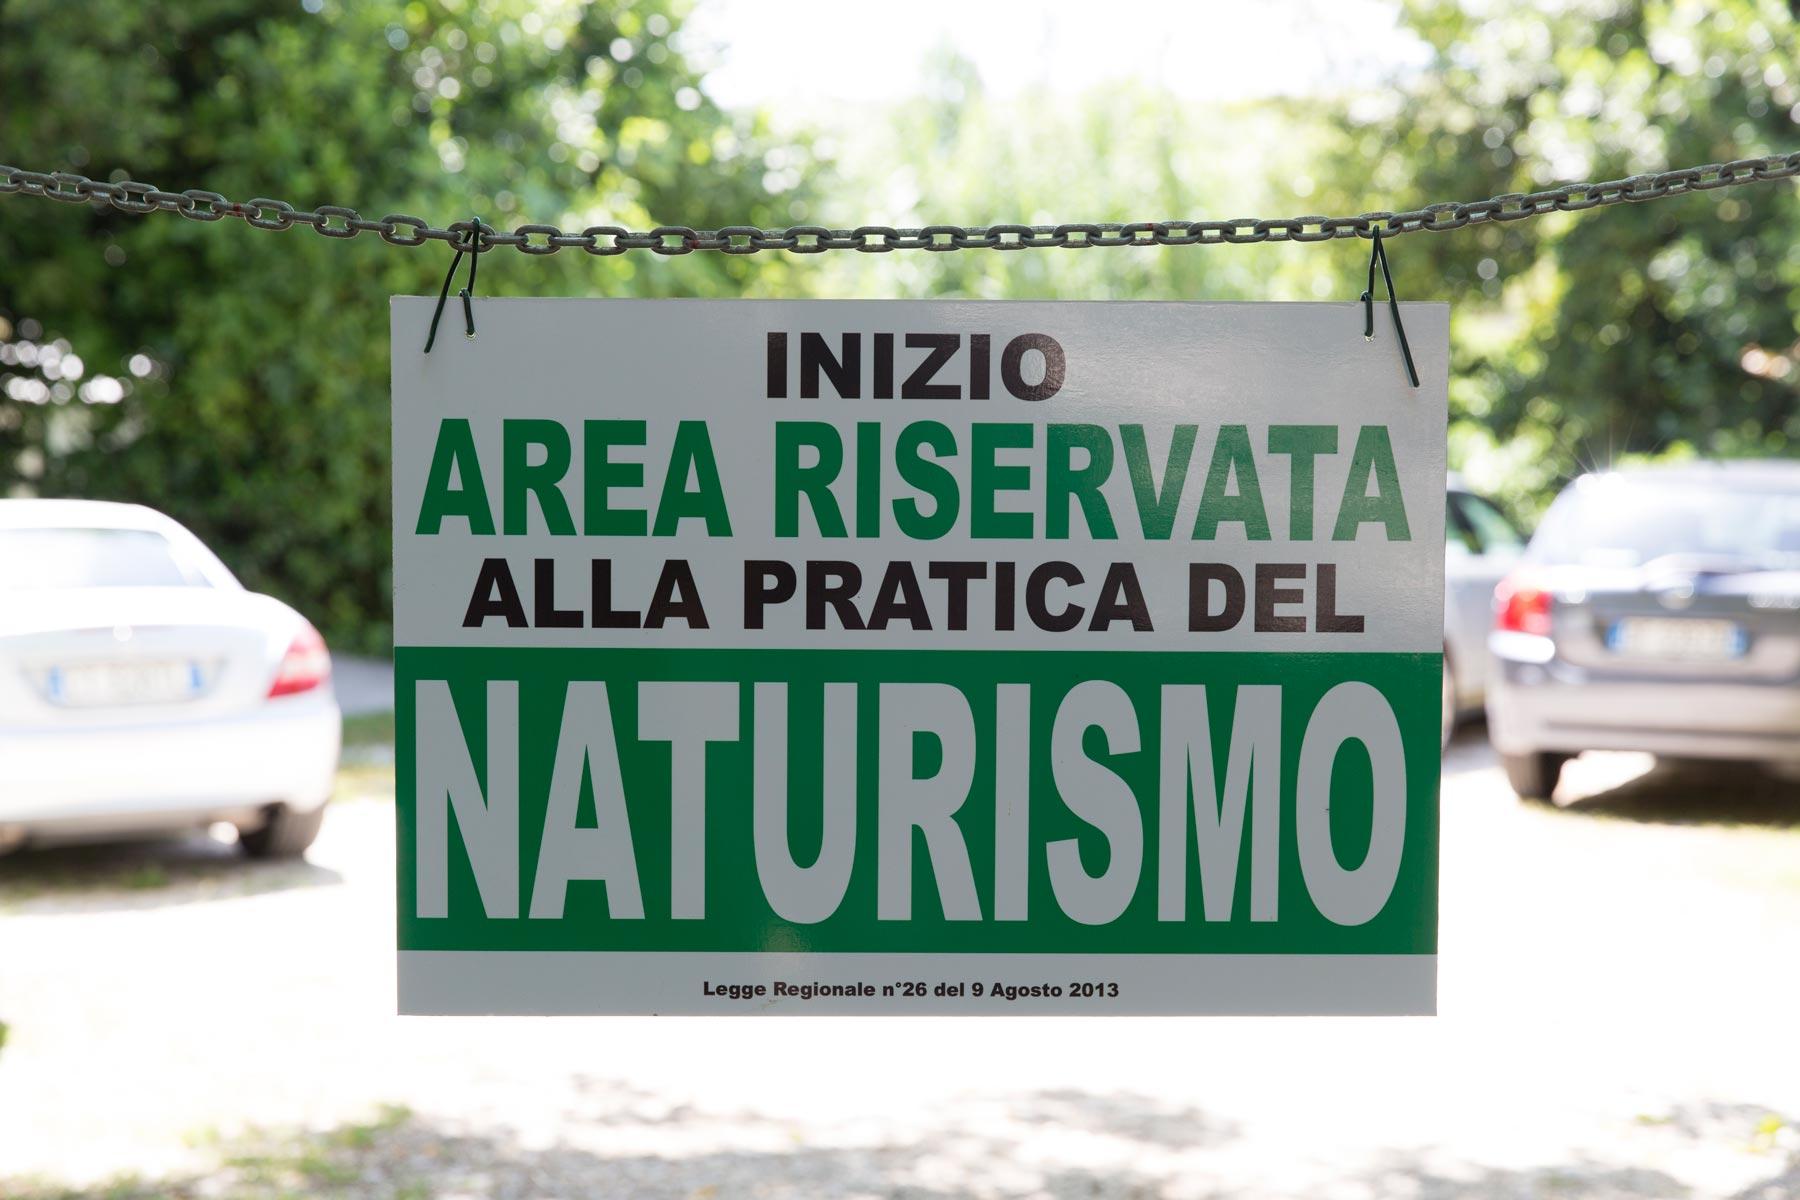 INIZIO
AREA RISERVATA
ALLA PRATICA DEL
NATURISMO
Legge Regionale n°26 del 9 Agosto 2013